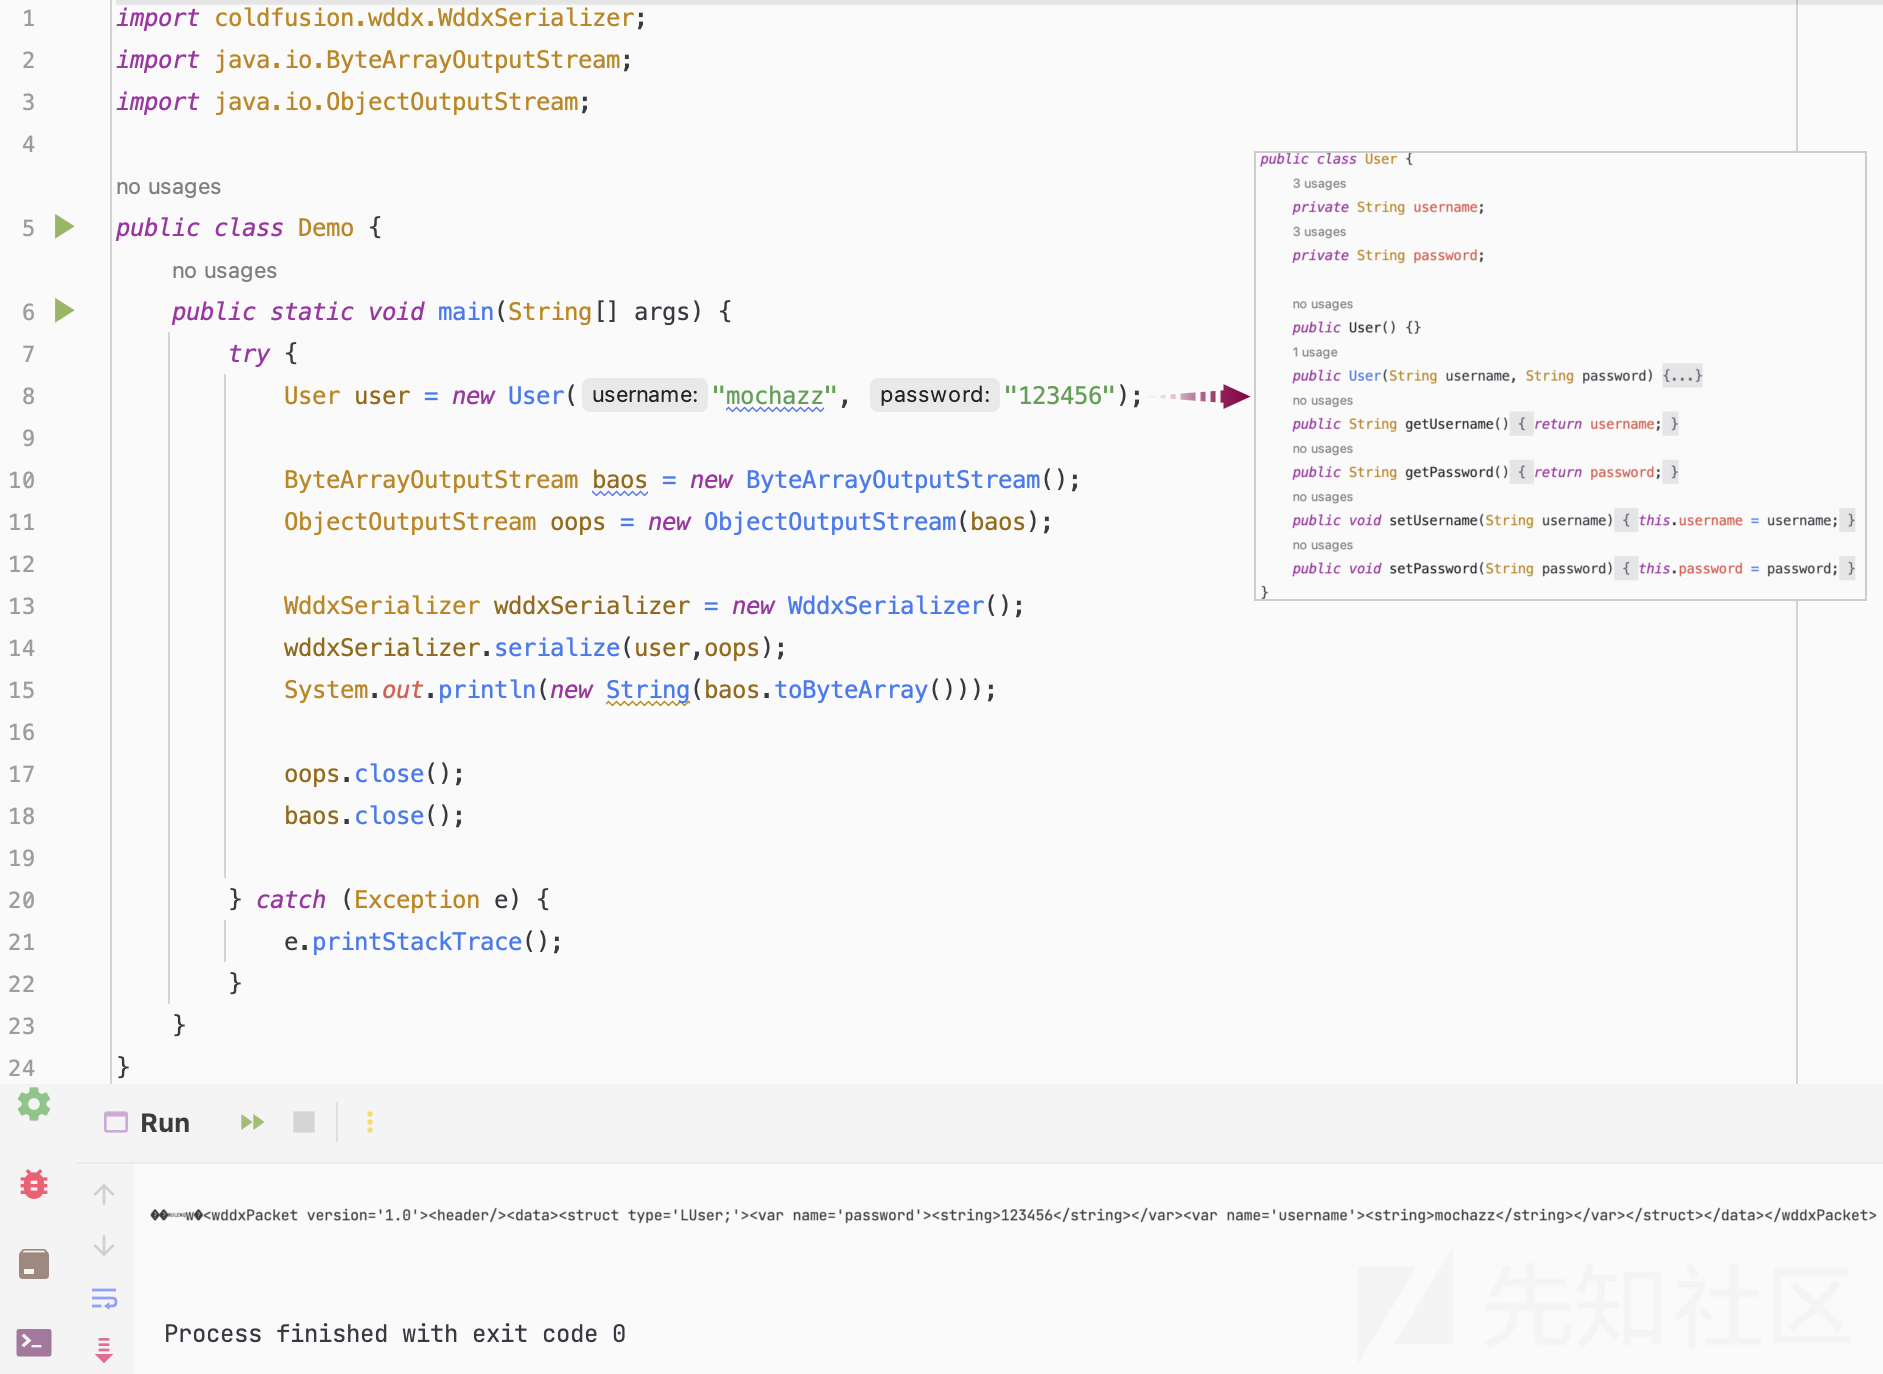 1 import coldfusion.wddx.WddxSerializer;
2 import java.io.ByteArrayOutputStream;
3 import java.io.ObjectOutputStream;
4
no usages
5 public class Demo {
no usages
6 public static void main(String[] args) {
7 try {
8 User user = new User( username: "mochazz", password: "123456");
9
10 ByteArrayOutputStream baos = new ByteArrayOutputStream();
11 ObjectOutputStream oops = new ObjectOutputStream(baos);
12
13 WddxSerializer wddxSerializer = new WddxSerializer();
14 wddxSerializer.serialize(user,oops);
15 System.out.println(new String(baos.toByteArray()));
16
17 oops.close();
18 baos.close();
19
20 } catch (Exception e) {
21 e.printStackTrace();
22 }
23 }
24 }
public class User {
3 usages
private String username;
3 usages
private String password;
no usages
public User() {}
1 usage
public User(String username, String password) {...}
no usages
public String getUsername() { return username; }
no usages
public String getPassword() { return password; }
no usages
public void setUsername(String username) { this.username = username; }
no usages
public void setPassword(String password) { this.password = password; }
}
Run
w�<wddxPacket version='1.0'><header/><data><struct type='LUser;'><var name='password'><string>123456</string></var><var name='username'><string>mochazz</string></var></struct></data></wddxPacket>
Process finished with exit code 0
先知社区